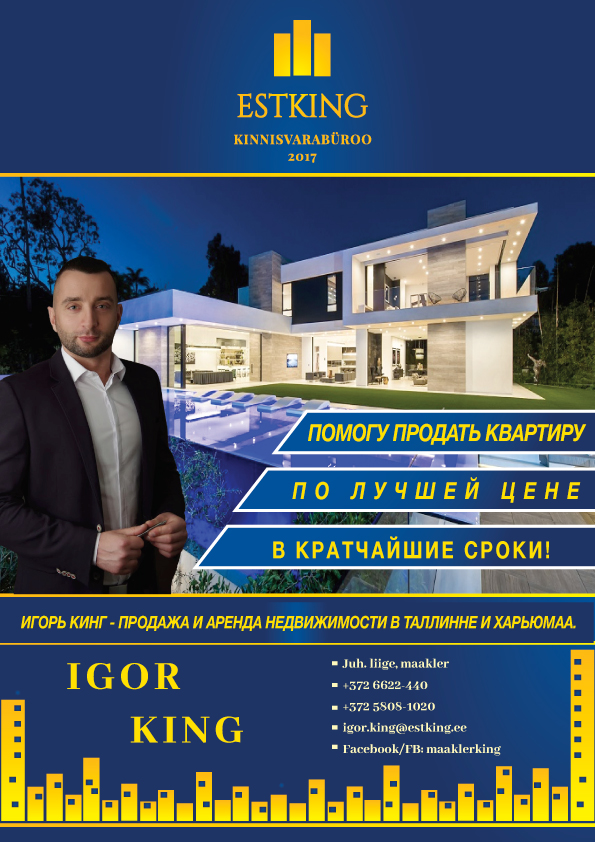 ESTKING
KINNISVARABÜROO
2017
ПОМОГУ ПРОДАТЬ КВАРТИРУ
ПО ЛУЧШЕЙ ЦЕНЕ
В КРАТЧАЙШИЕ СРОКИ!
ИГОРЬ КИНГ - ПРОДАЖА И АРЕНДА НЕДВИЖИМОСТИ В ТАЛЛИННЕ И ХАРЬЮМАА.
IGOR
KING
Juh. liige, maakler
+372 6622-440
+372 5808-1020
igor.king@estking.ee
Facebook/FB: maaklerking